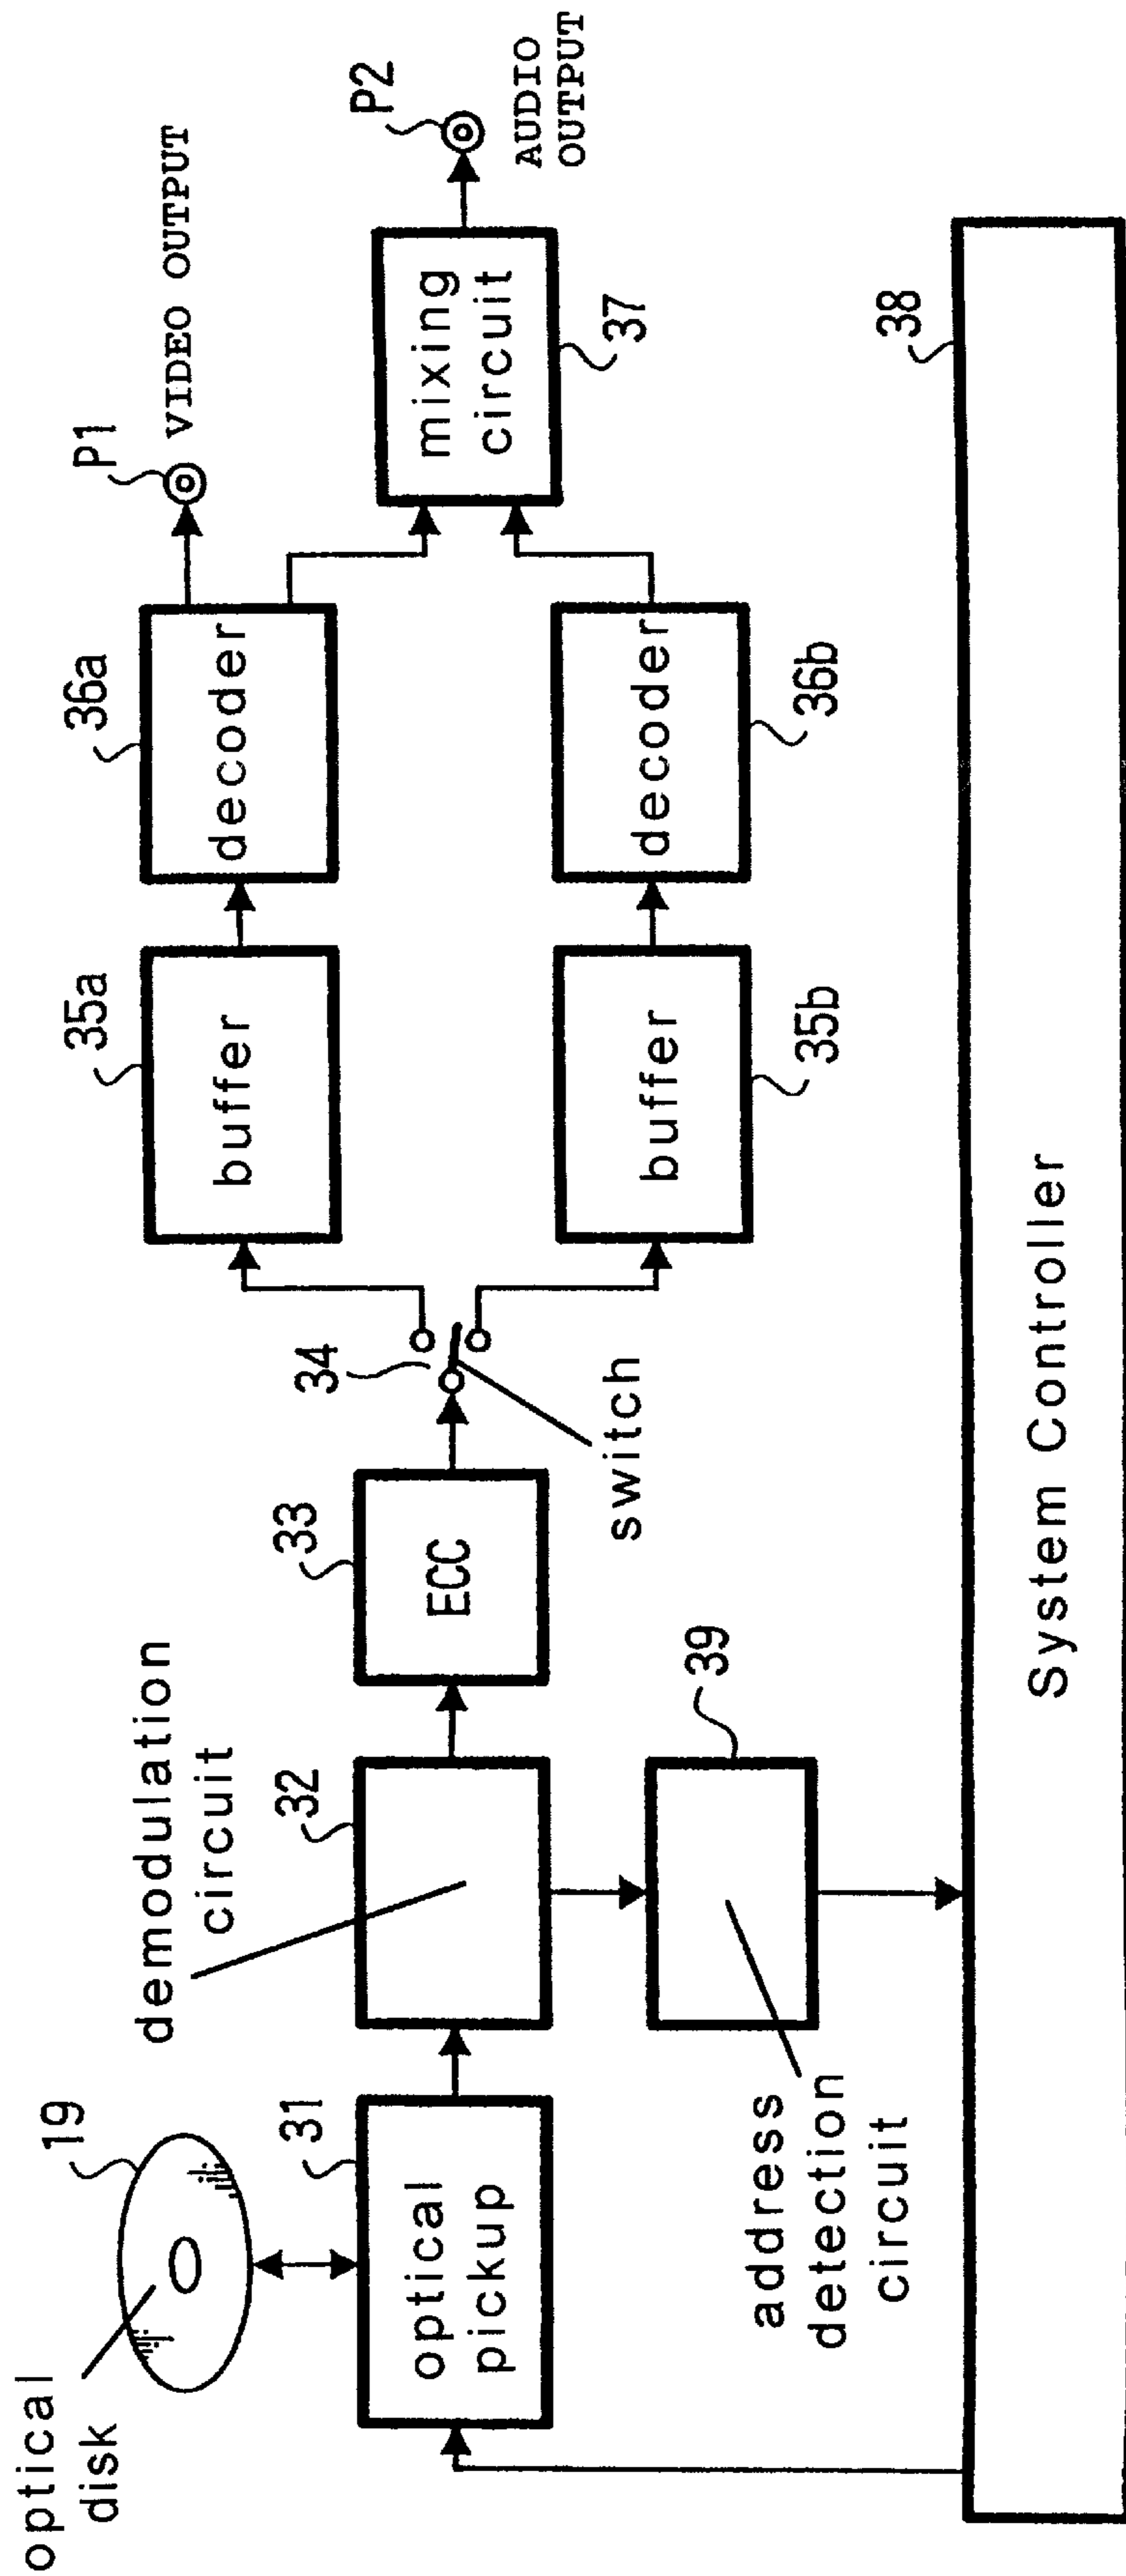 optical
disk
19
optical
pickup
31
demodulation
circuit
32
address
detection
circuit
39
ECC
33
34
switch
buffer
35a
buffer
35b
decoder
36a
decoder
36b
P1
VIDEO OUTPUT
mixing
circuit
37
P2
AUDIO
OUTPUT
System Controller
38